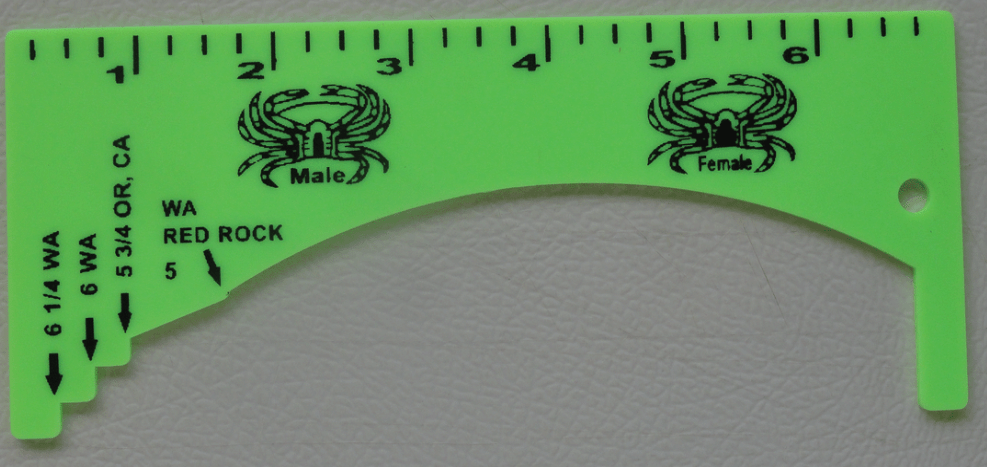 1 2 3 4 5 6
Male
Female
6 1/4 WA
6 WA
5 3/4 OR, CA
WA
RED ROCK
5